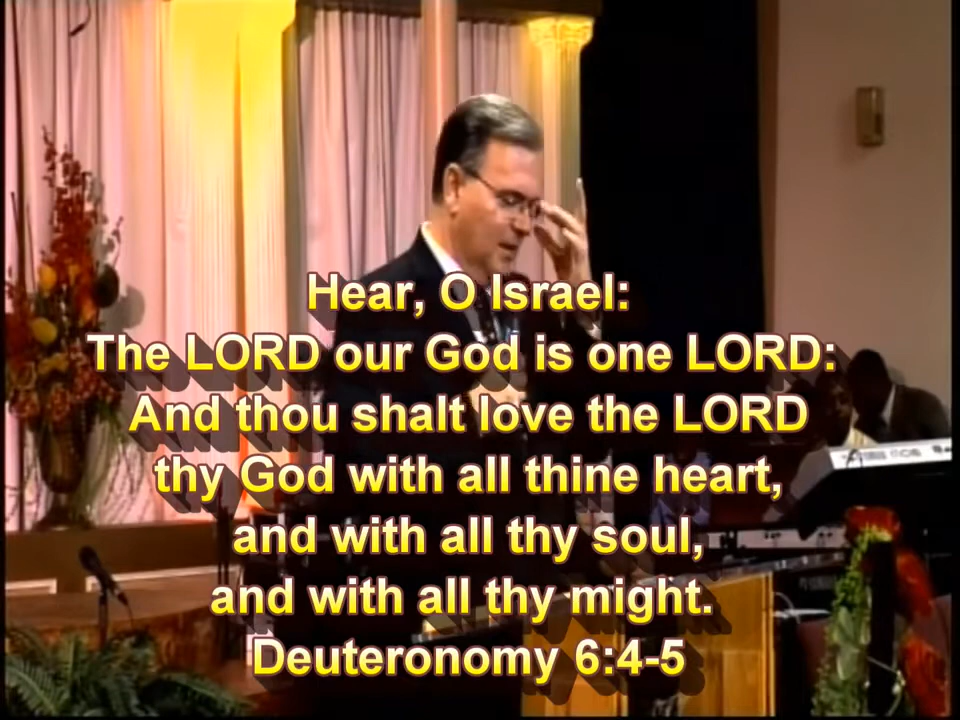 Hear, O Israel:
The LORD our God is one LORD:
And thou shalt love the LORD
thy God with all thine heart,
and with all thy soul,
and with all thy might.
Deuteronomy 6:4-5